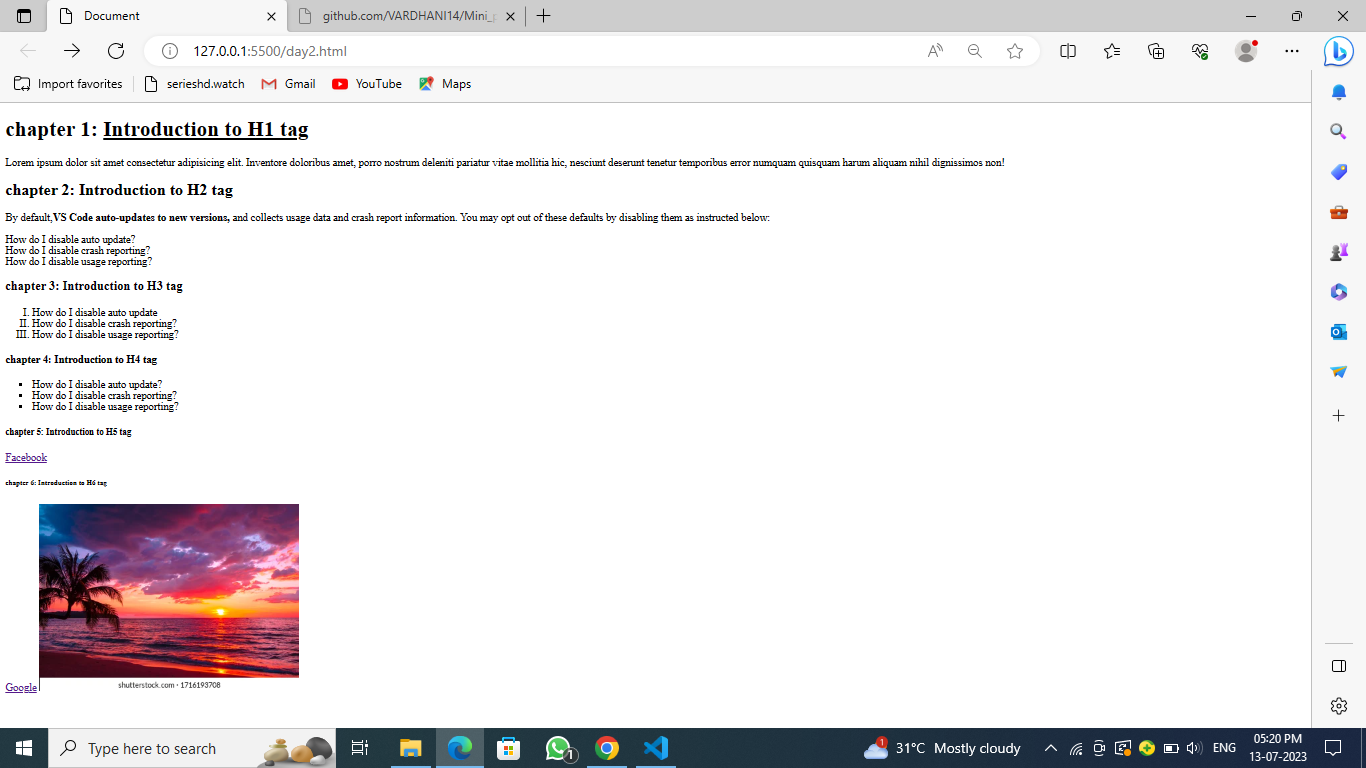 Document
github.com/VARDHANI14/Mini_p
127.0.0.1:5500/day2.html
Import favorites
serieshd.watch
Gmail
YouTube
Maps
chapter 1: Introduction to H1 tag
Lorem ipsum dolor sit amet consectetur adipisicing elit. Inventore doloribus amet, porro nostrum deleniti pariatur vitae mollitia hic, nesciunt deserunt tenetur temporibus error numquam quisquam harum aliquam nihil dignissimos non!
chapter 2: Introduction to H2 tag
By default,VS Code auto-updates to new versions, and collects usage data and crash report information. You may opt out of these defaults by disabling them as instructed below:
How do I disable auto update?
How do I disable crash reporting?
How do I disable usage reporting?
chapter 3: Introduction to H3 tag
I. How do I disable auto update
II. How do I disable crash reporting?
III. How do I disable usage reporting?
chapter 4: Introduction to H4 tag
▪ How do I disable auto update?
▪ How do I disable crash reporting?
▪ How do I disable usage reporting?
chapter 5: Introduction to H5 tag
Facebook
chapter 6: Introduction to H6 tag
shutterstock.com · 1716193708
Google
Type here to search
1
1
31°C Mostly cloudy
ENG
05:20 PM
13-07-2023